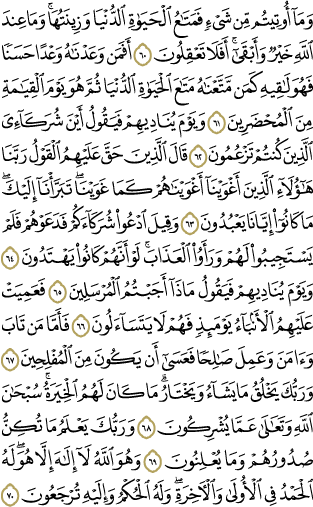 وَمَآ أُوتِيتُم مِّن شَىْءٍ فَمَتَـٰعُ ٱلْحَيَوٰةِ ٱلدُّنْيَا وَزِينَتُهَا ۚ وَمَا عِندَ
ٱللَّهِ خَيْرٌ وَأَبْقَىٰٓ ۚ أَفَلَا تَعْقِلُونَ ٦٠ أَفَمَن وَعَدْنَـٰهُ وَعْدًا حَسَنًا
فَهُوَ لَـٰقِيهِ كَمَن مَّتَّعْنَـٰهُ مَتَـٰعَ ٱلْحَيَوٰةِ ٱلدُّنْيَا ثُمَّ هُوَ يَوْمَ ٱلْقِيَـٰمَةِ
مِنَ ٱلْمُحْضَرِينَ ٦١ وَيَوْمَ يُنَادِيهِمْ فَيَقُولُ أَيْنَ شُرَكَآءِىَ
ٱلَّذِينَ كُنتُمْ تَزْعُمُونَ ٦٢ قَالَ ٱلَّذِينَ حَقَّ عَلَيْهِمُ ٱلْقَوْلُ رَبَّنَا
هَـٰٓؤُلَآءِ ٱلَّذِينَ أَغْوَيْنَآ أَغْوَيْنَـٰهُمْ كَمَا غَوَيْنَا ۖ تَبَرَّأْنَآ إِلَيْكَ ۖ
مَا كَانُوٓا۟ إِيَّانَا يَعْبُدُونَ ٦٣ وَقِيلَ ٱدْعُوا۟ شُرَكَآءَكُمْ فَدَعَوْهُمْ فَلَمْ
يَسْتَجِيبُوا۟ لَهُمْ وَرَأَوُا۟ ٱلْعَذَابَ ۚ لَوْ أَنَّهُمْ كَانُوا۟ يَهْتَدُونَ ٦٤
وَيَوْمَ يُنَادِيهِمْ فَيَقُولُ مَاذَآ أَجَبْتُمُ ٱلْمُرْسَلِينَ ٦٥ فَعَمِيَتْ
عَلَيْهِمُ ٱلْأَنۢبَآءُ يَوْمَئِذٍ فَهُمْ لَا يَتَسَآءَلُونَ ٦٦ فَأَمَّا مَن تَابَ
وَءَامَنَ وَعَمِلَ صَـٰلِحًا فَعَسَىٰٓ أَن يَكُونَ مِنَ ٱلْمُفْلِحِينَ ٦٧
وَرَبُّكَ يَخْلُقُ مَا يَشَآءُ وَيَخْتَارُ ۗ مَا كَانَ لَهُمُ ٱلْخِيَرَةُ ۚ سُبْحَـٰنَ
ٱللَّهِ وَتَعَـٰلَىٰ عَمَّا يُشْرِكُونَ ٦٨ وَرَبُّكَ يَعْلَمُ مَا تُكِنُّ
صُدُورُهُمْ وَمَا يُعْلِنُونَ ٦٩ وَهُوَ ٱللَّهُ لَآ إِلَـٰهَ إِلَّا هُوَ ۖ لَهُ
ٱلْحَمْدُ فِى ٱلْأُولَىٰ وَٱلْـَٔاخِرَةِ ۖ وَلَهُ ٱلْحُكْمُ وَإِلَيْهِ تُرْجَعُونَ ٧٠